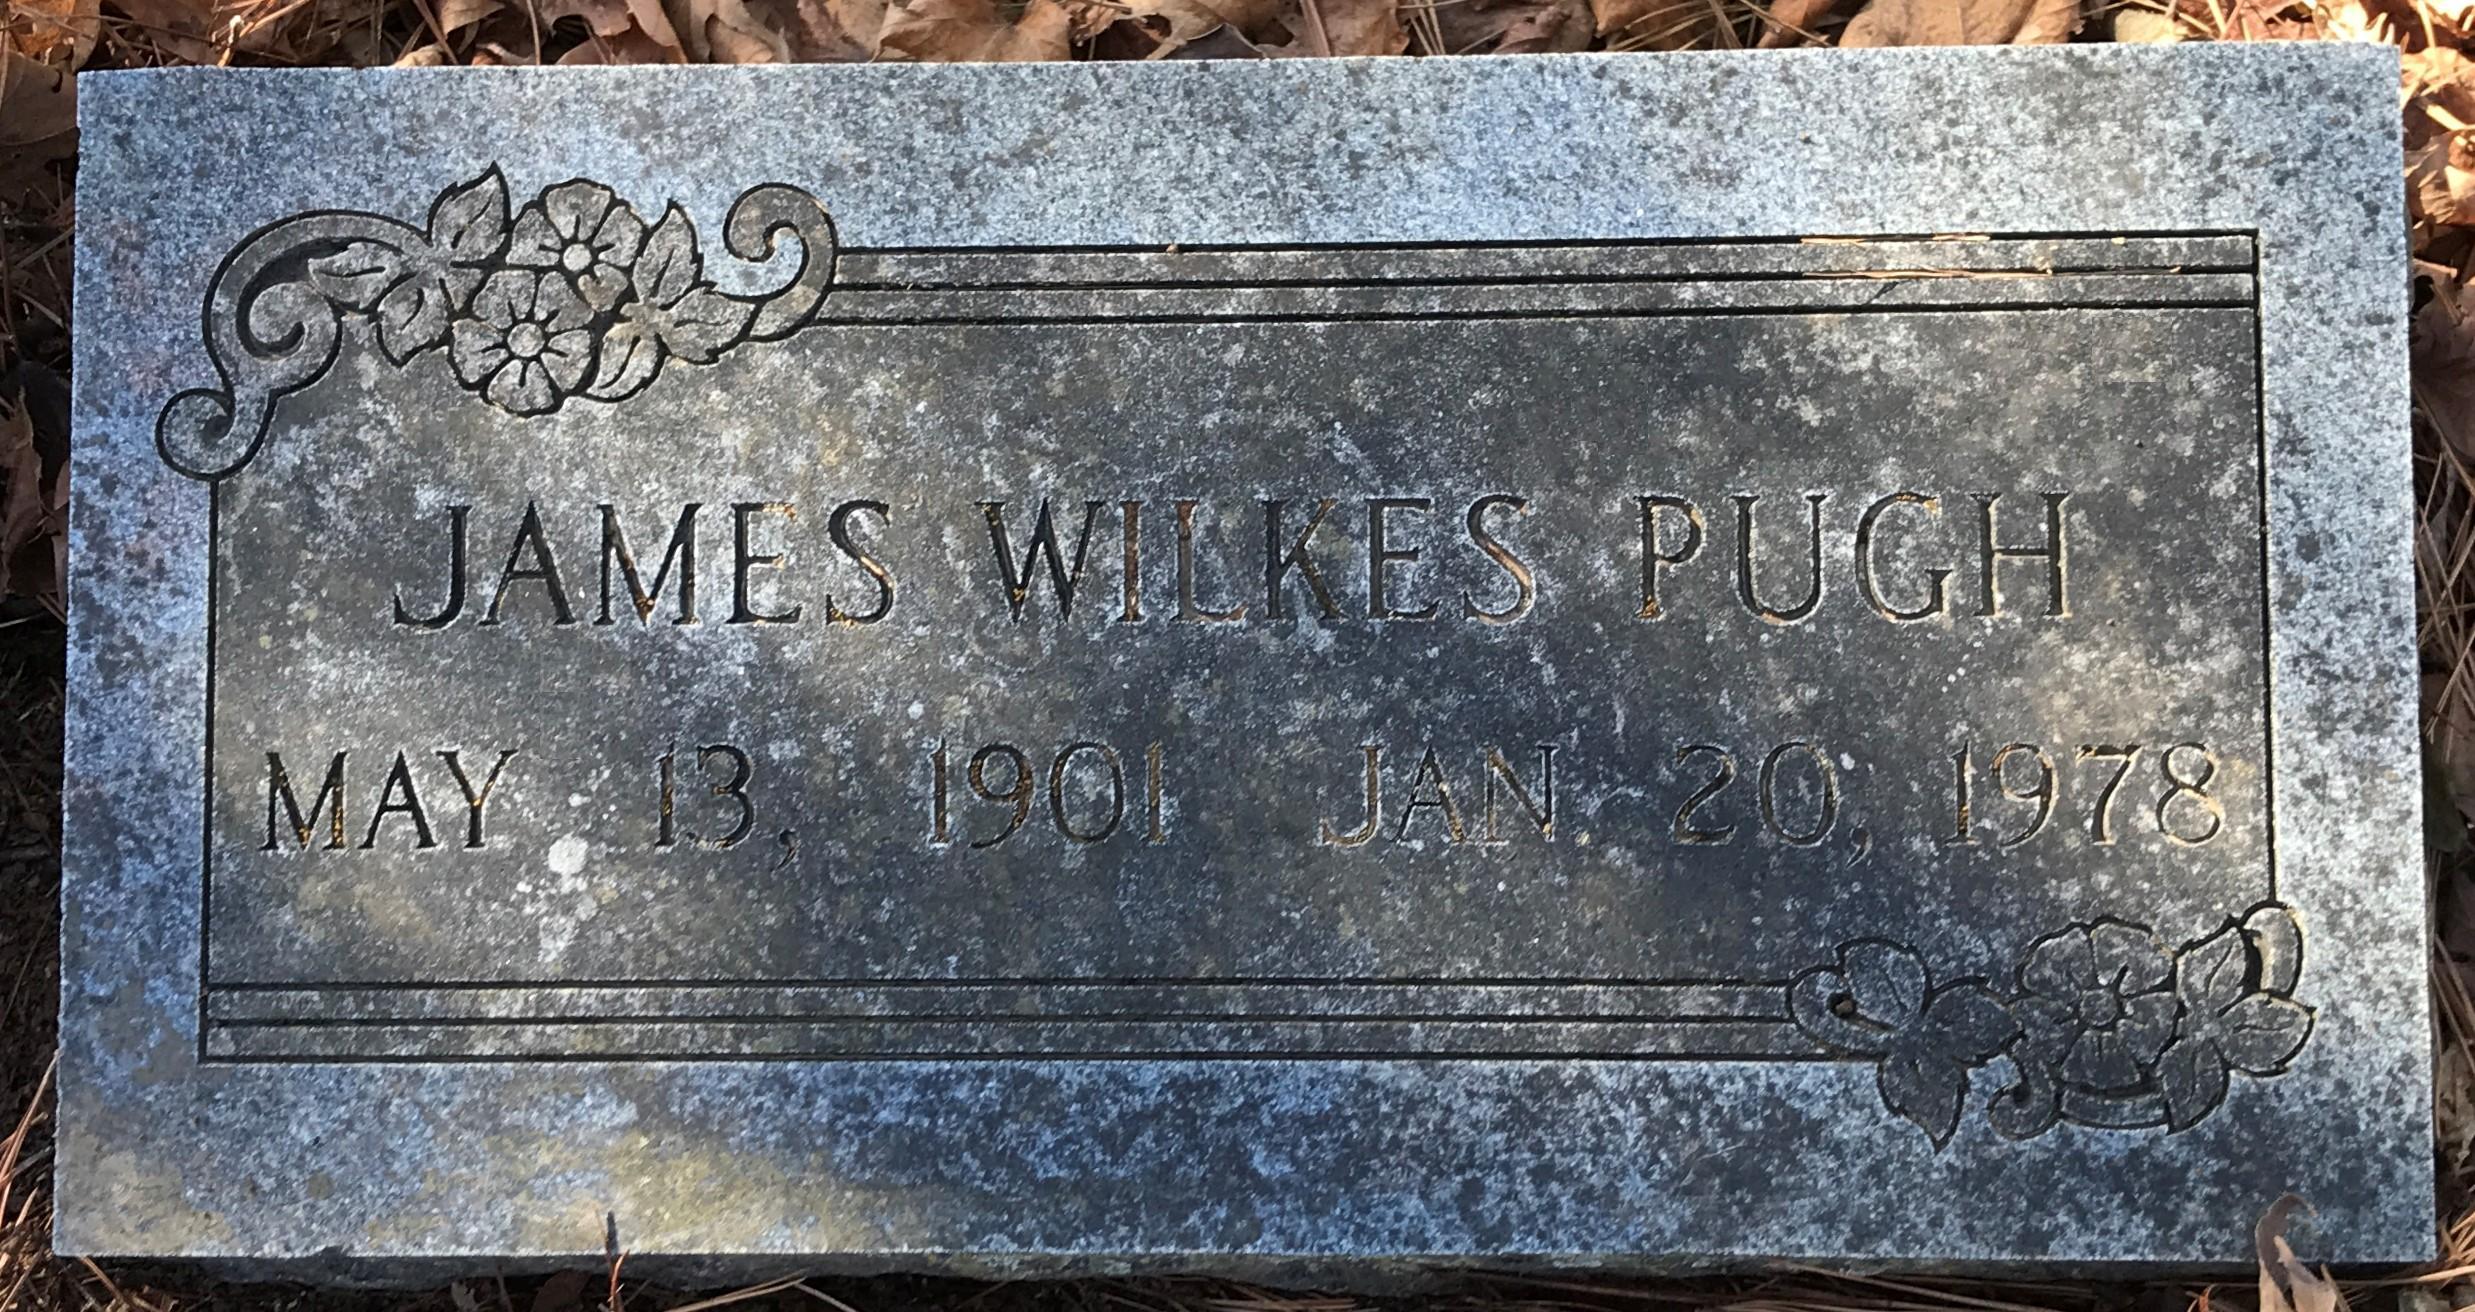 JAMES WILKES PUGH
MAY 13, 1901 JAN. 20, 1978